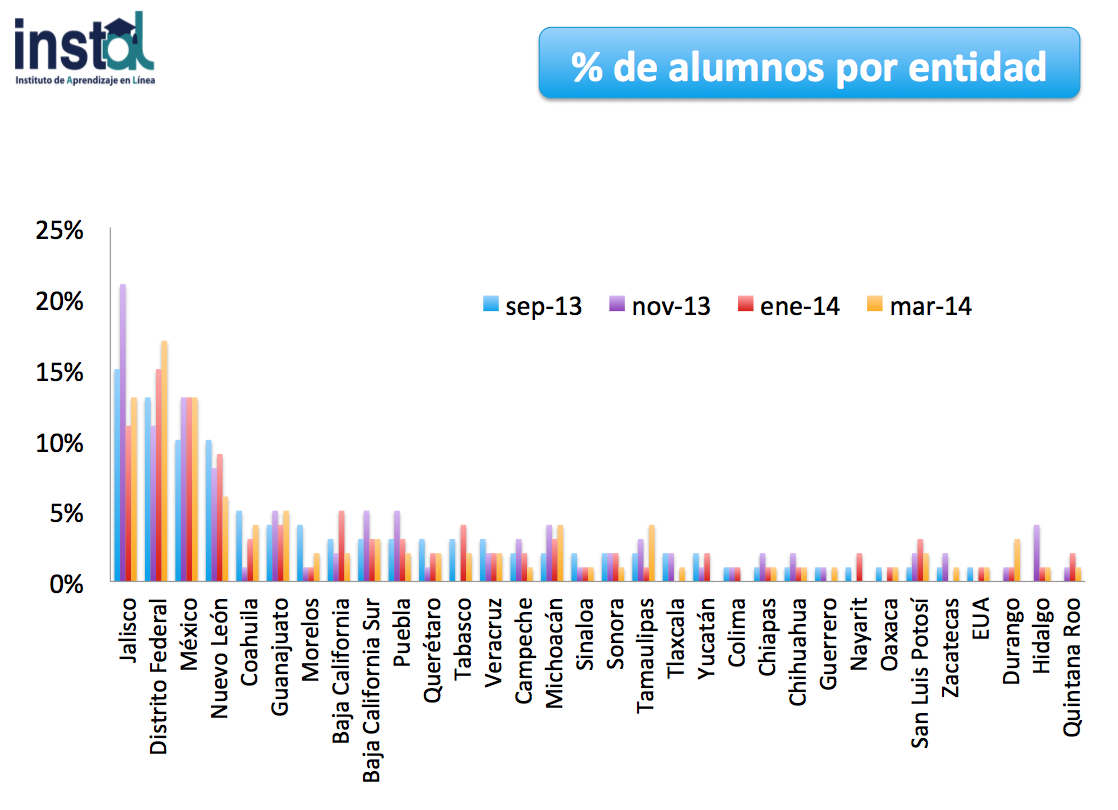 instal
Instituto de Aprendizaje en Línea
% de alumnos por entidad
25%
20%
15%
10%
5%
0%
sep-13
nov-13
ene-14
mar-14
Jalisco
Distrito Federal
México
Nuevo León
Coahuila
Guanajuato
Morelos
Baja California
Baja California Sur
Puebla
Querétaro
Tabasco
Veracruz
Campeche
Michoacán
Sinaloa
Sonora
Tamaulipas
Tlaxcala
Yucatán
Colima
Chiapas
Chihuahua
Guerrero
Nayarit
Oaxaca
San Luis Potosí
Zacatecas
EUA
Durango
Hidalgo
Quintana Roo